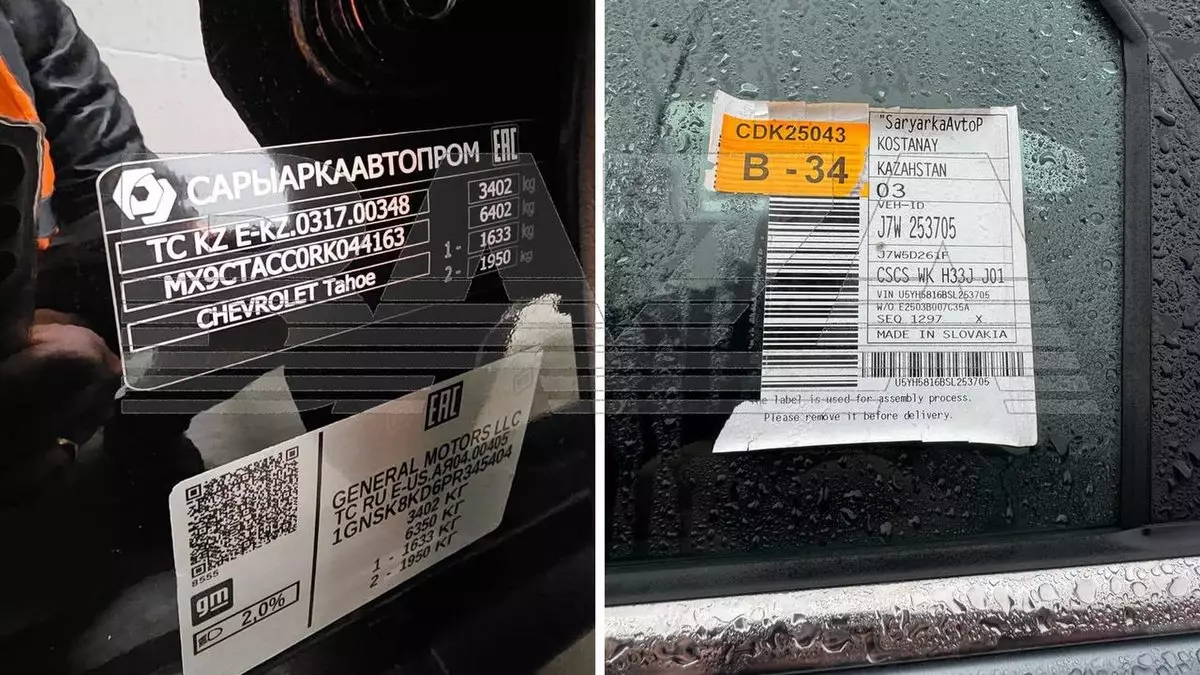 САРЫАРКААВТОПРОМ EAC
TC KZ E-KZ.0317.00348
MX9CTACC0RK044163
CHEVROLET Tahoe
3402 kg
6402 kg
1 - 1633 kg
2 - 1950 kg
EAC
GENERAL MOTORS LLC
TC RU E-US.АЯ04.00405
1GNSK8KD6PR345404
3402 КГ
6350 КГ
1 - 1633 КГ
2 - 1950 КГ
8555
gm
2,0%
CDK25043
B - 34
"SaryarkaAvtoP
KOSTANAY
KAZAHSTAN
03
VEH-ID
J7W 253705
J7W5D261F
CSCS WK H33J J01
VIN U5YH5816BSL253705
W/O E2503B007C35A
SEQ 1297 X
MADE IN SLOVAKIA
U5YH5816BSL253705
he label is used for assembly process.
Please remove it before delivery.